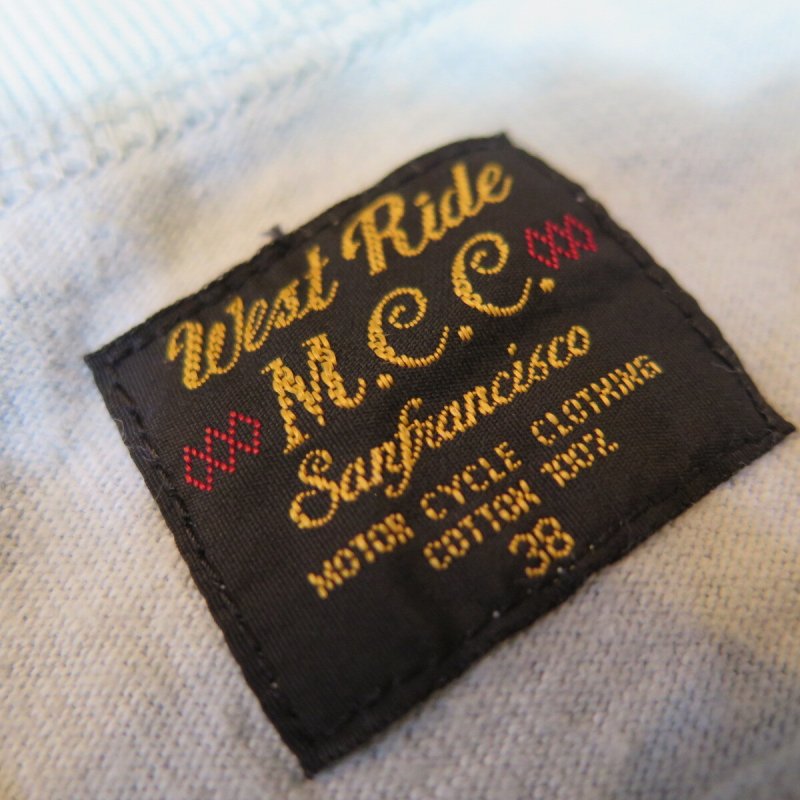 West Ride
M.C.C.
Sanfrancisco
MOTOR CYCLE CLOTHING
COTTON 100%
38